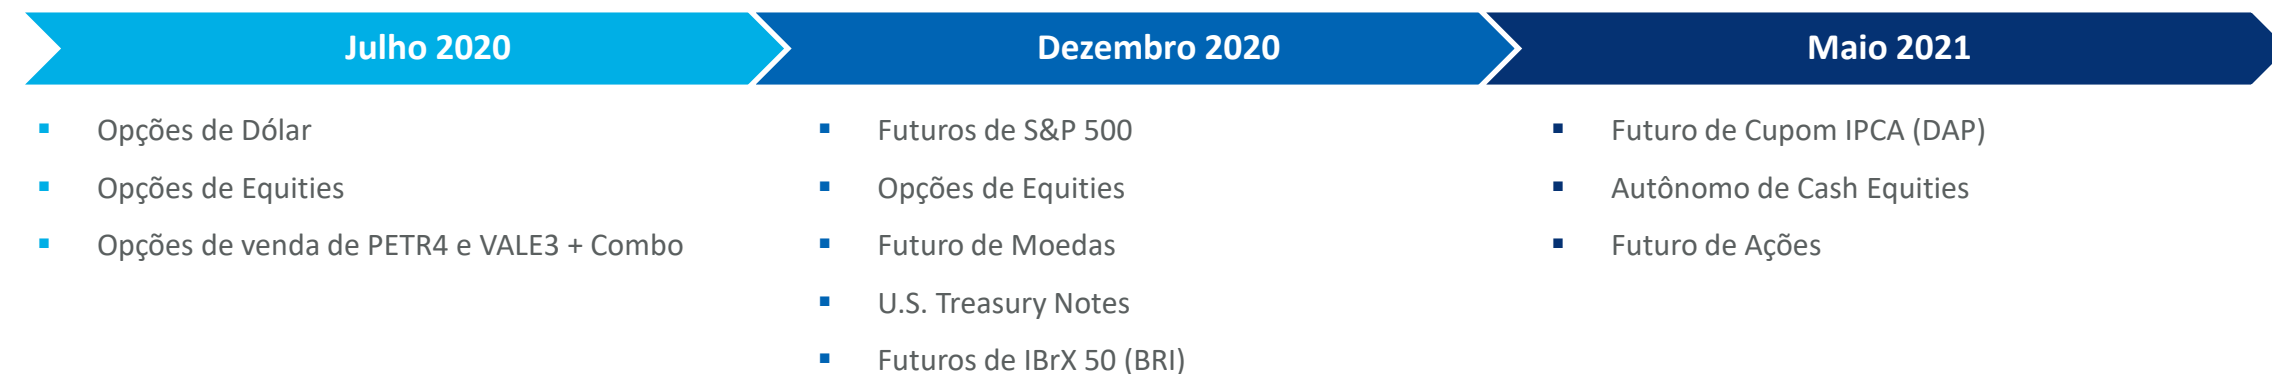 Julho 2020
Opções de Dólar
Opções de Equities
Opções de venda de PETR4 e VALE3 + Combo
Dezembro 2020
Futuros de S&P 500
Opções de Equities
Futuro de Moedas
U.S. Treasury Notes
Futuros de IBrX 50 (BRI)
Maio 2021
Futuro de Cupom IPCA (DAP)
Autônomo de Cash Equities
Futuro de Ações